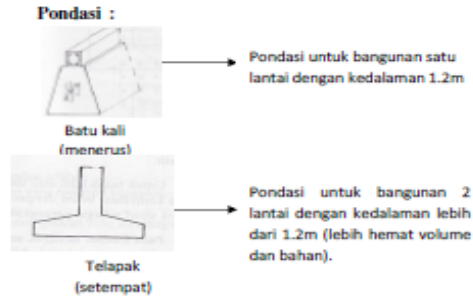 Pondasi :
Pondasi untuk bangunan satu
lantai dengan kedalaman 1.2m
Batu kali
(menerus)
Pondasi untuk bangunan 2
lantai dengan kedalaman lebih
dari 1.2m (lebih hemat volume
dan bahan).
Telapak
(setempat)